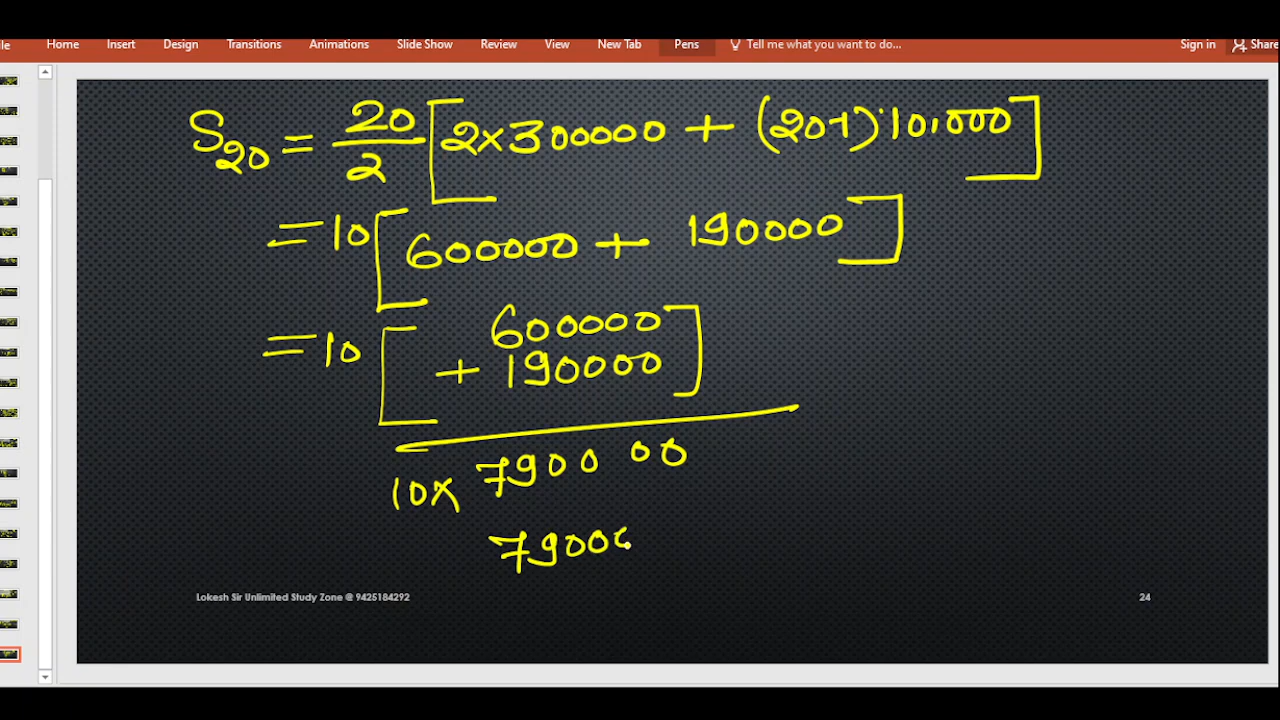 ile Home Insert Design Transitions Animations Slide Show Review View New Tab Pens Tell me what you want to do... Sign in Share
S20 = 20/2 [2×300000 + (20-1)·10,000]
=10[600000 + 190000]
=10[ 600000
+ 190000]
10× 790000
7900
Lokesh Sir Unlimited Study Zone @ 9425184292 24